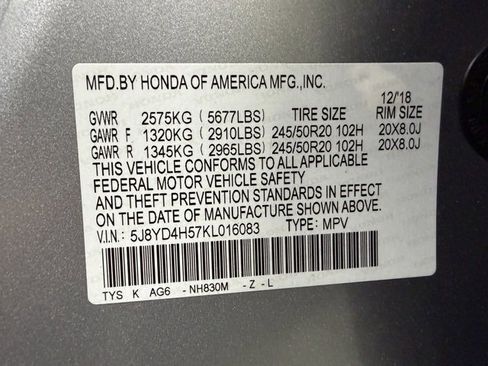 MFD.BY HONDA OF AMERICA MFG.,INC.
12/'18
GVWR 2575KG (5677LBS) TIRE SIZE RIM SIZE
GAWR F 1320KG (2910LBS) 245/50R20 102H 20X8.0J
GAWR R 1345KG (2965LBS) 245/50R20 102H 20X8.0J
THIS VEHICLE CONFORMS TO ALL APPLICABLE
FEDERAL MOTOR VEHICLE SAFETY
AND THEFT PREVENTION STANDARDS IN EFFECT
ON THE DATE OF MANUFACTURE SHOWN ABOVE.
V.I.N.: 5J8YD4H57KL016083 TYPE: MPV
TYS K AG6 -NH830M -Z-L